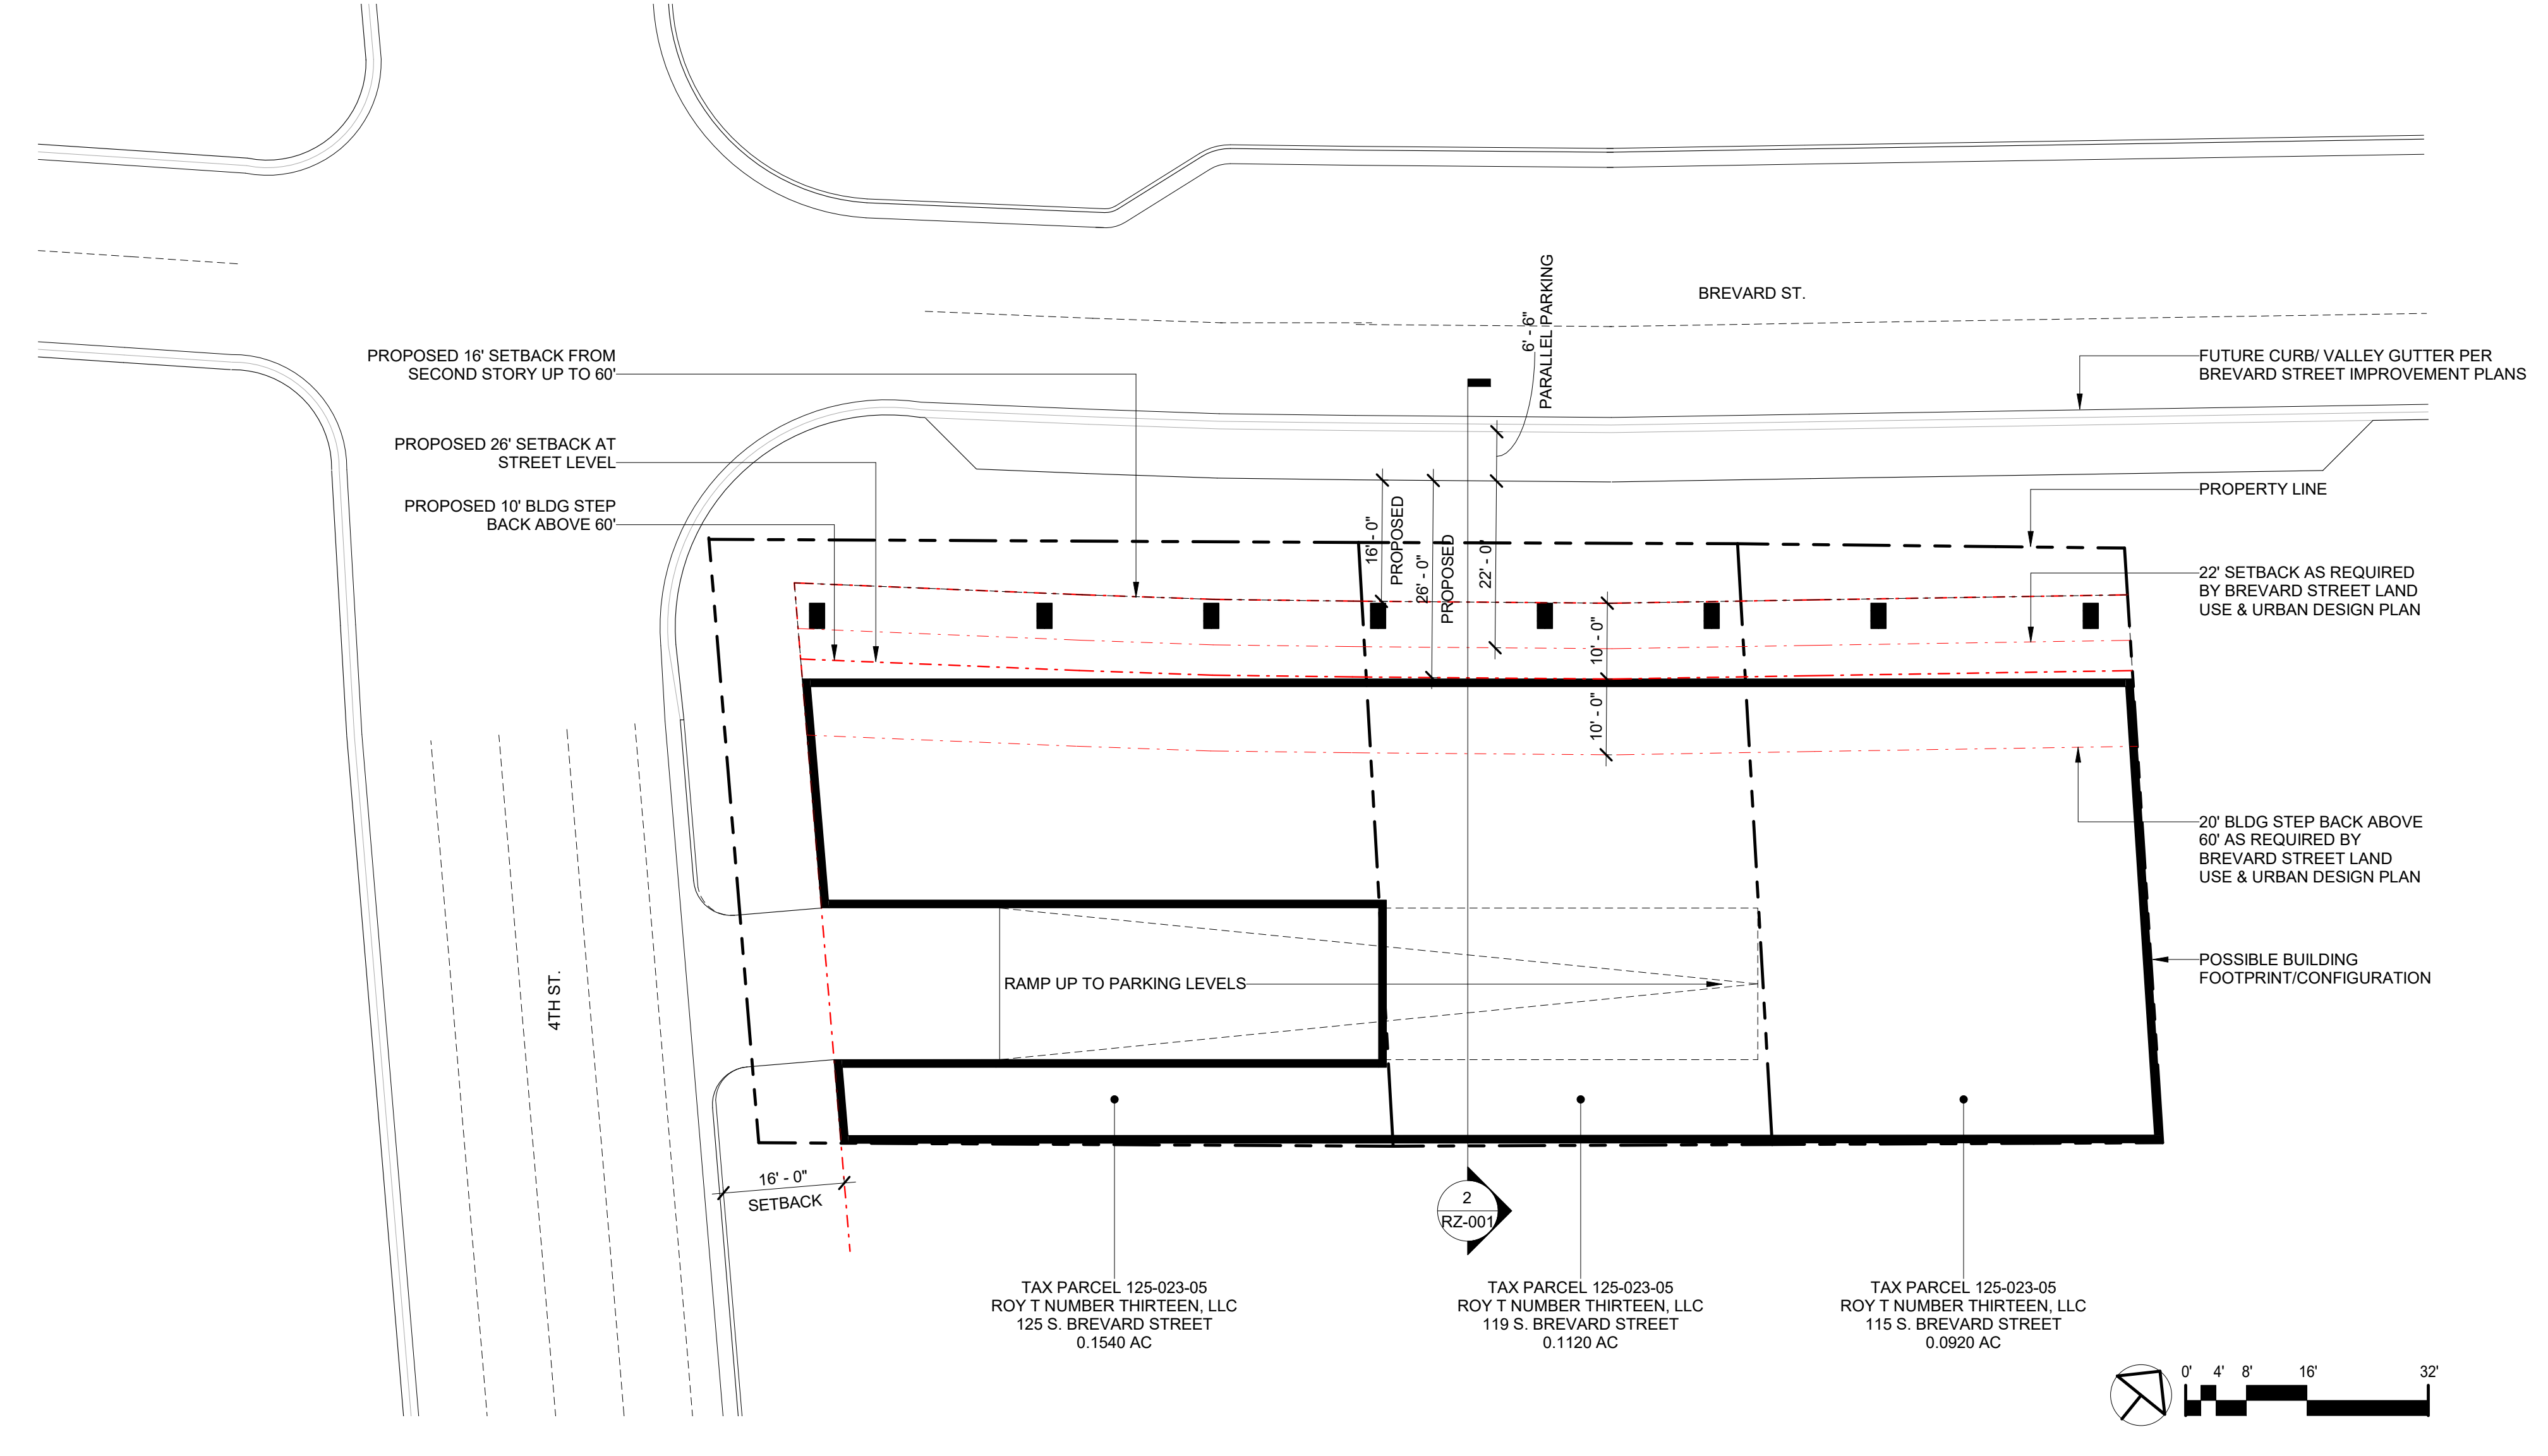 BREVARD ST.
6' - 6"
PARALLEL PARKING
PROPOSED 16' SETBACK FROM
SECOND STORY UP TO 60'
PROPOSED 26' SETBACK AT
STREET LEVEL
PROPOSED 10' BLDG STEP
BACK ABOVE 60'
FUTURE CURB/ VALLEY GUTTER PER
BREVARD STREET IMPROVEMENT PLANS
PROPERTY LINE
22' SETBACK AS REQUIRED
BY BREVARD STREET LAND
USE & URBAN DESIGN PLAN
16' - 0"
PROPOSED
26' - 0"
PROPOSED
22' - 0"
10' - 0"
10' - 0"
20' BLDG STEP BACK ABOVE
60' AS REQUIRED BY
BREVARD STREET LAND
USE & URBAN DESIGN PLAN
POSSIBLE BUILDING
FOOTPRINT/CONFIGURATION
RAMP UP TO PARKING LEVELS
4TH ST.
16' - 0"
SETBACK
2
RZ-001
TAX PARCEL 125-023-05
ROY T NUMBER THIRTEEN, LLC
125 S. BREVARD STREET
0.1540 AC
TAX PARCEL 125-023-05
ROY T NUMBER THIRTEEN, LLC
119 S. BREVARD STREET
0.1120 AC
TAX PARCEL 125-023-05
ROY T NUMBER THIRTEEN, LLC
115 S. BREVARD STREET
0.0920 AC
0' 4' 8' 16' 32'